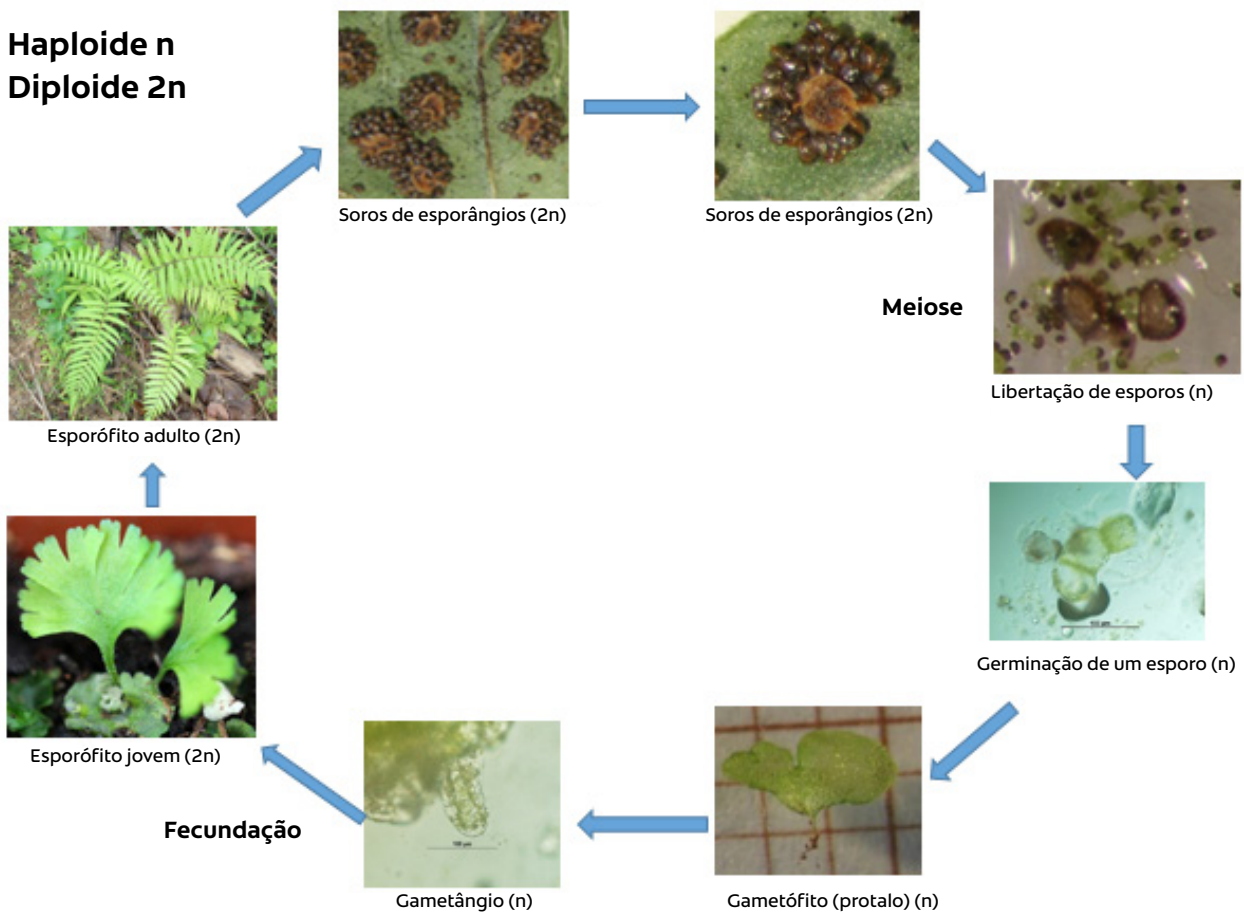 Haploide n
Diploide 2n
Soros de esporângios (2n)
Soros de esporângios (2n)
Meiose
Libertação de esporos (n)
Esporófito adulto (2n)
Germinação de um esporo (n)
Esporófito jovem (2n)
Fecundação
Gametângio (n)
Gametófito (protalo) (n)